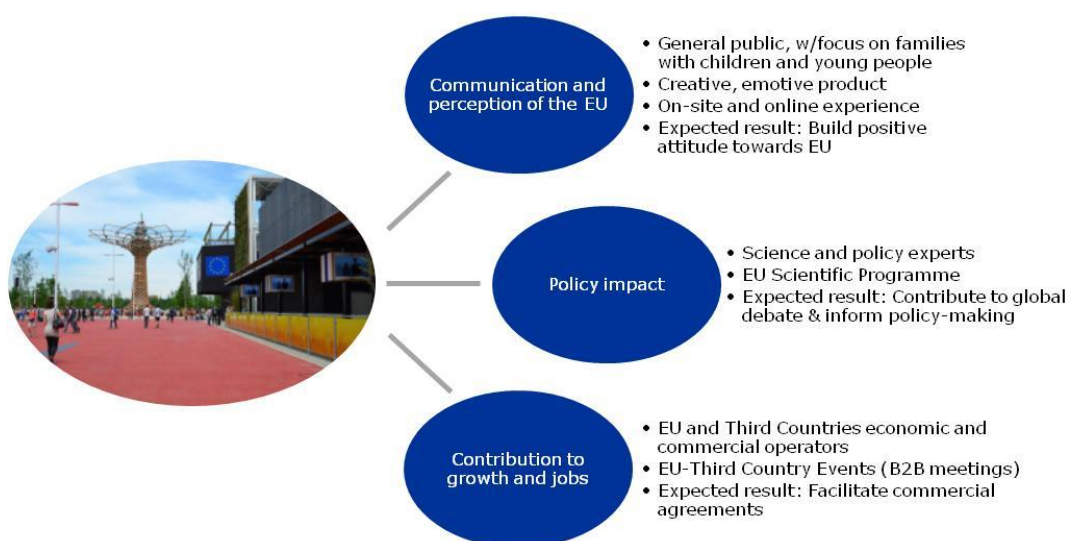 Communication and
perception of the EU
• General public, w/focus on families
with children and young people
• Creative, emotive product
• On-site and online experience
• Expected result: Build positive
attitude towards EU
Policy impact
• Science and policy experts
• EU Scientific Programme
• Expected result: Contribute to global
debate & inform policy-making
Contribution to
growth and jobs
• EU and Third Countries economic and
commercial operators
• EU-Third Country Events (B2B meetings)
• Expected result: Facilitate commercial
agreements